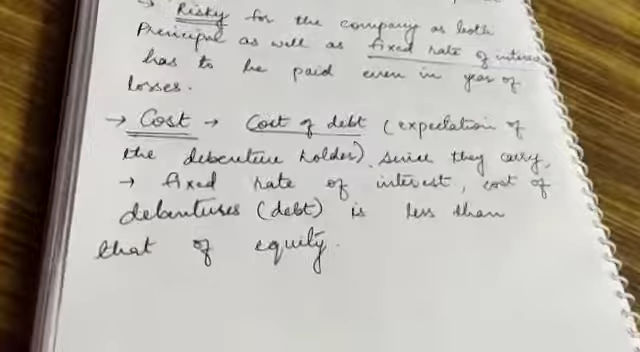 → Risky for the company as both
Principal as well as fixed rate of interes
has to be paid even in year of
losses.
→ Cost → Cost of debt (expectation of
the debenture holder). Since they carry,
→ fixed rate of interest, cost of
debentures (debt) is less than
that of equity.